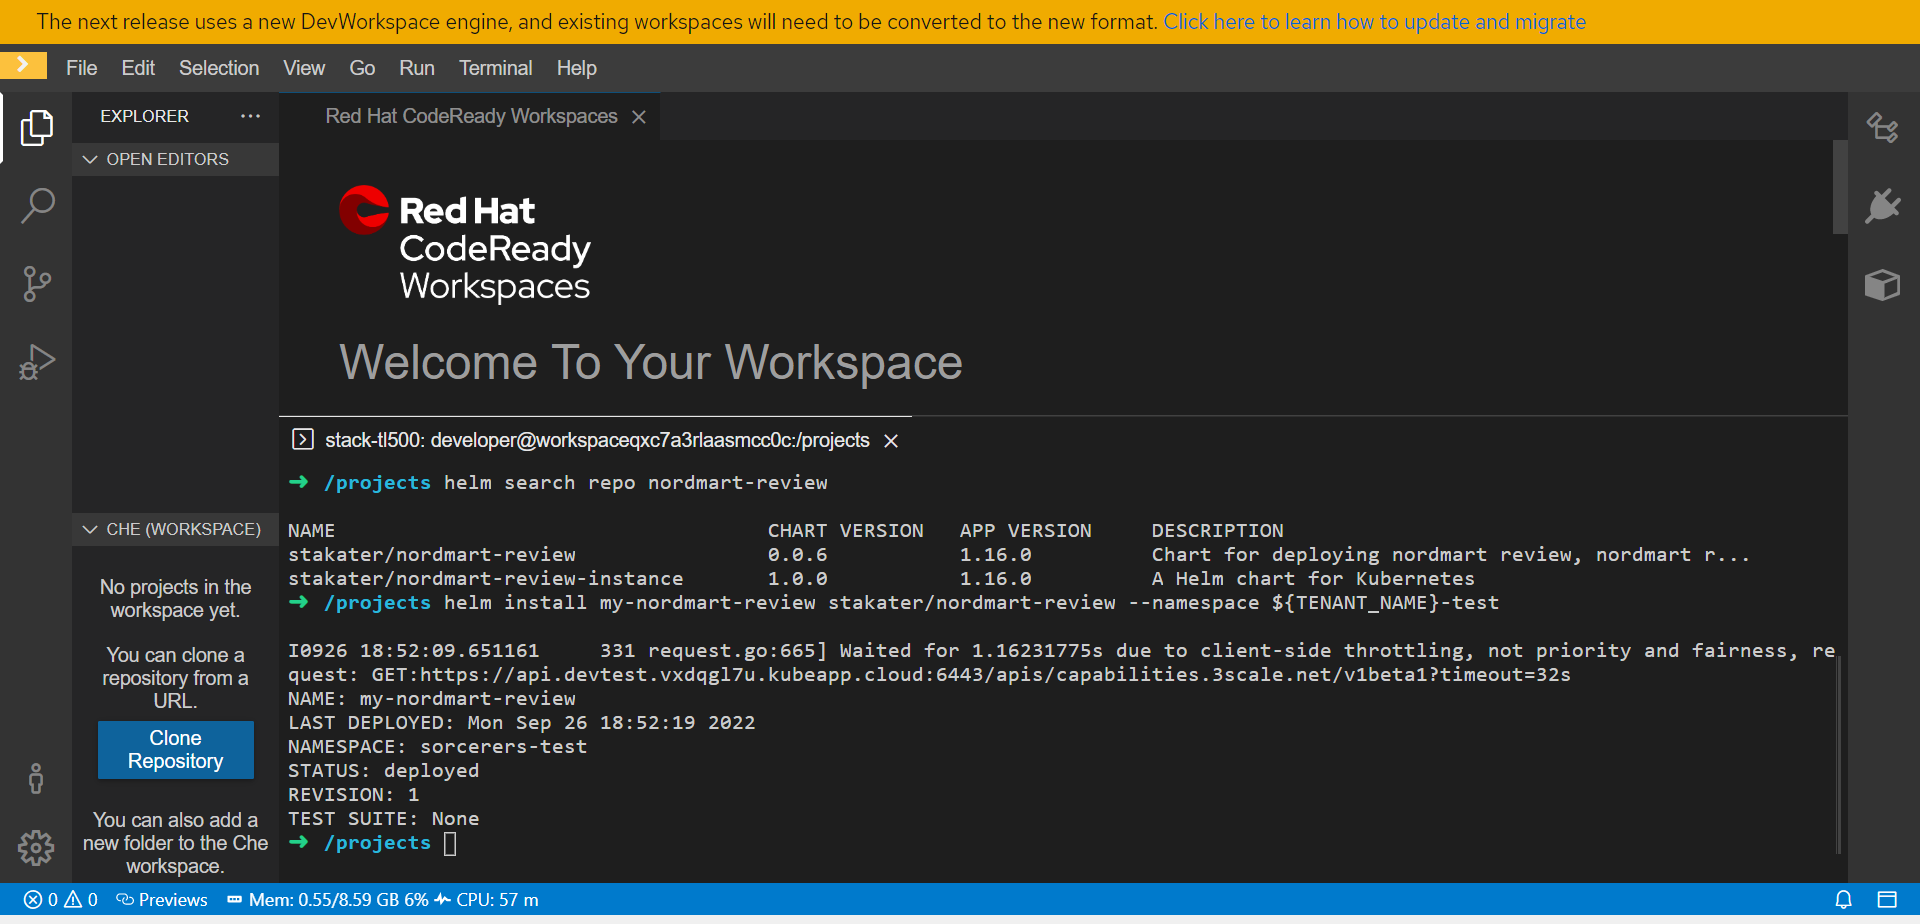 The next release uses a new DevWorkspace engine, and existing workspaces will need to be converted to the new format. Click here to learn how to update and migrate
File Edit Selection View Go Run Terminal Help
EXPLORER
OPEN EDITORS
CHE (WORKSPACE)
No projects in the
workspace yet.
You can clone a
repository from a
URL.
Clone
Repository
You can also add a
new folder to the Che
workspace.
Red Hat CodeReady Workspaces
Red Hat
CodeReady
Workspaces
Welcome To Your Workspace
stack-tl500: developer@workspaceqxc7a3rlaasmcc0c:/projects
➜ /projects helm search repo nordmart-review
NAME CHART VERSION APP VERSION DESCRIPTION
stakater/nordmart-review 0.0.6 1.16.0 Chart for deploying nordmart review, nordmart r...
stakater/nordmart-review-instance 1.0.0 1.16.0 A Helm chart for Kubernetes
➜ /projects helm install my-nordmart-review stakater/nordmart-review --namespace ${TENANT_NAME}-test
I0926 18:52:09.651161 331 request.go:665] Waited for 1.16231775s due to client-side throttling, not priority and fairness, re
quest: GET:https://api.devtest.vxdqgl7u.kubeapp.cloud:6443/apis/capabilities.3scale.net/v1beta1?timeout=32s
NAME: my-nordmart-review
LAST DEPLOYED: Mon Sep 26 18:52:19 2022
NAMESPACE: sorcerers-test
STATUS: deployed
REVISION: 1
TEST SUITE: None
➜ /projects
0 0 Previews Mem: 0.55/8.59 GB 6% CPU: 57 m